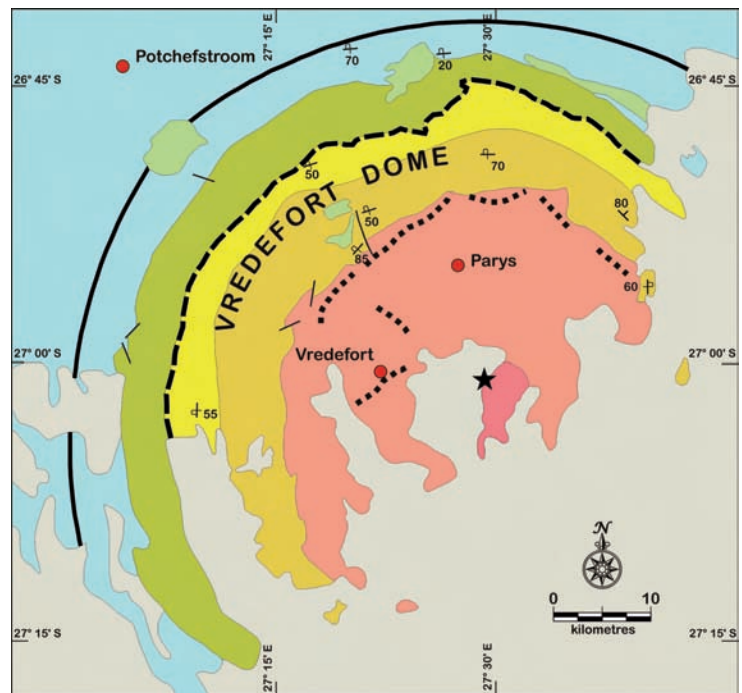 27° 15' E
27° 30' E
70
20
Potchefstroom
26° 45' S
26° 45' S
50
70
VREDEFORT DOME
50
80
85
Parys
60
27° 00' S
Vredefort
27° 00' S
55
N
0
10
kilometres
27° 15' S
27° 15' S
27° 15' E
27° 30' E